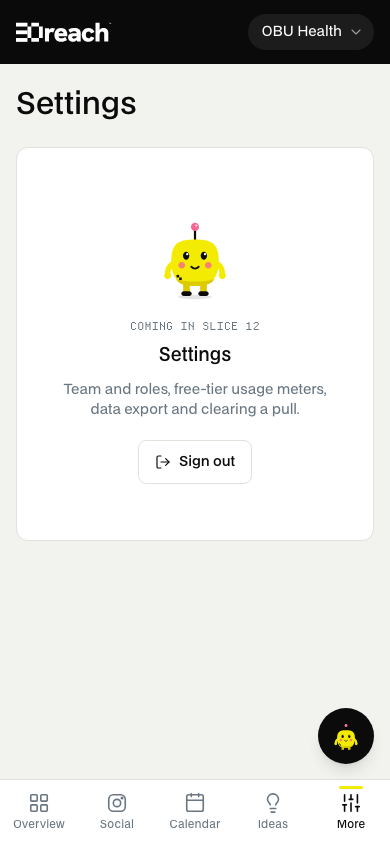 reach
OBU Health
Settings
COMING IN SLICE 12
Settings
Team and roles, free-tier usage meters,
data export and clearing a pull.
Sign out
Overview
Social
Calendar
Ideas
More